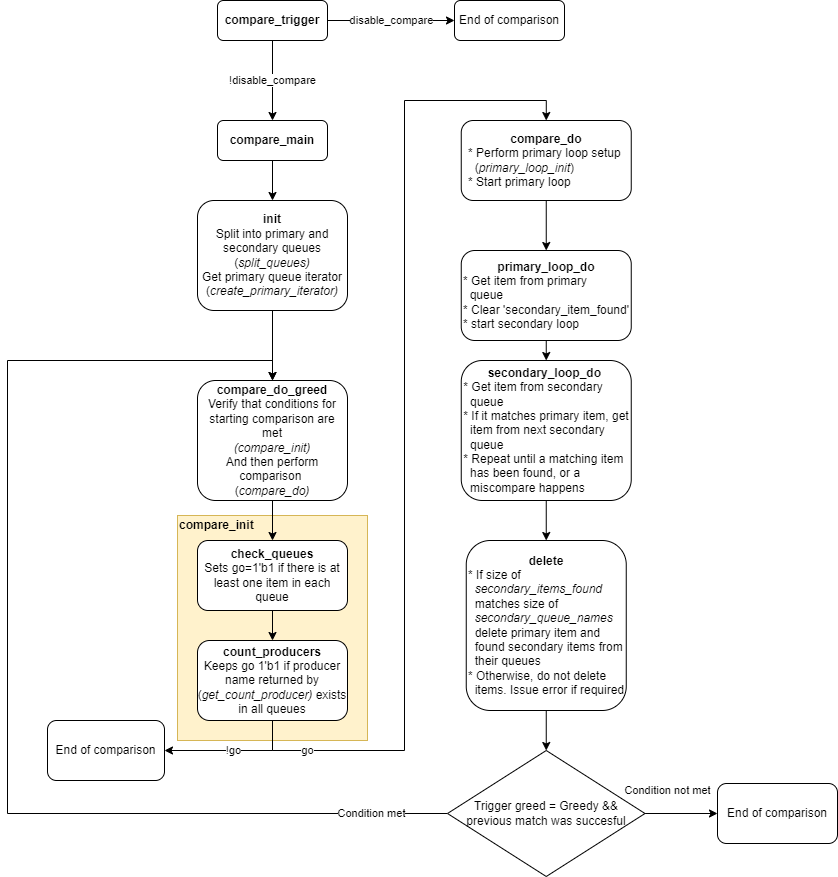 compare_trigger
disable_compare
End of comparison
!disable_compare
compare_main
init
Split into primary and
secondary queues
(split_queues)
Get primary queue iterator
(create_primary_iterator)
compare_do_greed
Verify that conditions for
starting comparison are
met
(compare_init)
And then perform
comparison
(compare_do)
compare_init
check_queues
Sets go=1'b1 if there is at
least one item in each
queue
count_producers
Keeps go 1'b1 if producer
name returned by
(get_count_producer) exists
in all queues
End of comparison
!go
go
compare_do
* Perform primary loop setup
(primary_loop_init)
* Start primary loop
primary_loop_do
* Get item from primary
queue
* Clear 'secondary_item_found'
* start secondary loop
secondary_loop_do
* Get item from secondary
queue
* If it matches primary item, get
item from next secondary
queue
* Repeat until a matching item
has been found, or a
miscompare happens
delete
* If size of
secondary_items_found
matches size of
secondary_queue_names
delete primary item and
found secondary items from
their queues
* Otherwise, do not delete
items. Issue error if required
Trigger greed = Greedy &&
previous match was succesful
Condition met
Condition not met
End of comparison